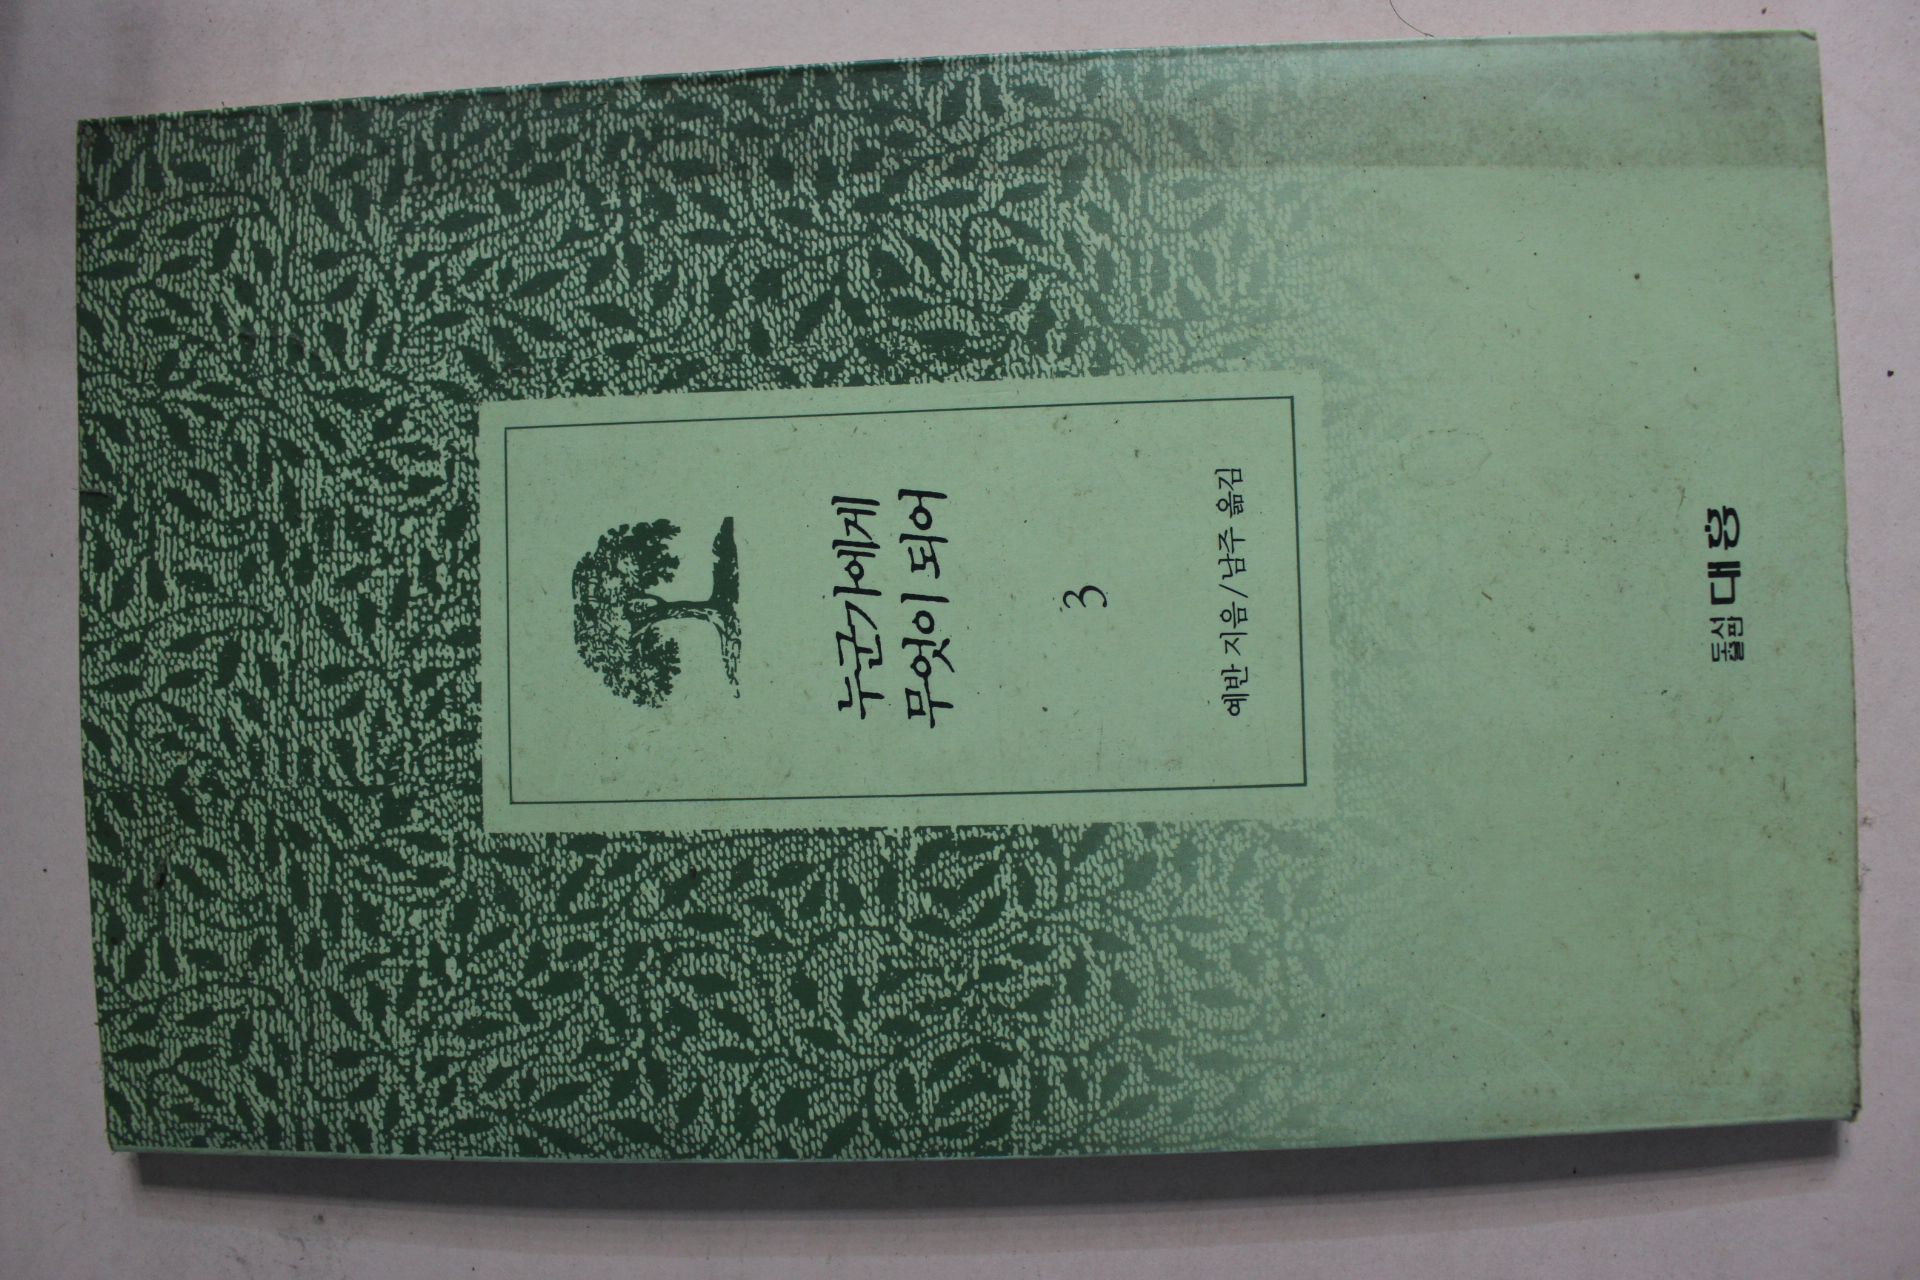 누군가에게
무엇이 되어
3
예반 지음/남주 옮김
도서출판 대흥